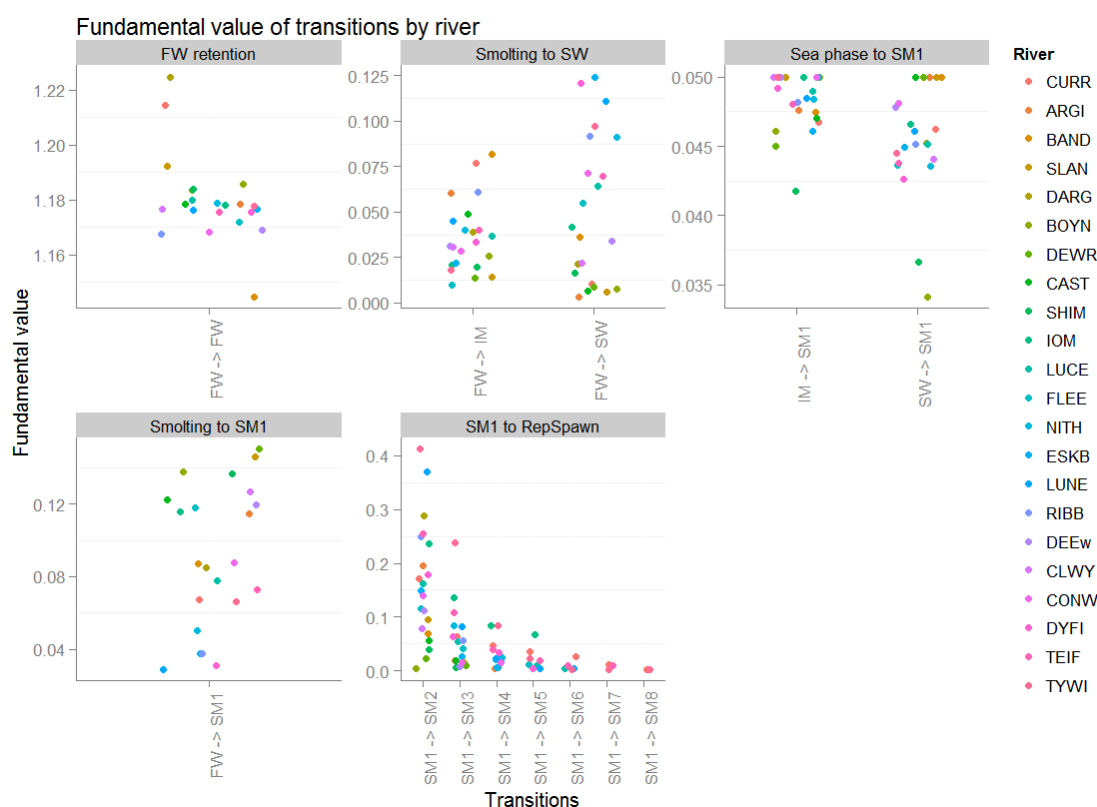 Fundamental value of transitions by river
FW retention
Smolting to SW
Sea phase to SM1
1.22
1.20
1.18
1.16
0.125
0.100
0.075
0.050
0.025
0.000
0.050
0.045
0.040
0.035
FW -> FW
FW -> IM
FW -> SW
IM -> SM1
SW -> SM1
Fundamental value
Smolting to SM1
SM1 to RepSpawn
0.12
0.08
0.04
0.4
0.3
0.2
0.1
0.0
FW -> SM1
SM1 -> SM2
SM1 -> SM3
SM1 -> SM4
SM1 -> SM5
SM1 -> SM6
SM1 -> SM7
SM1 -> SM8
Transitions
River
CURR
ARGI
BAND
SLAN
DARG
BOYN
DEWR
CAST
SHIM
IOM
LUCE
FLEE
NITH
ESKB
LUNE
RIBB
DEEw
CLWY
CONW
DYFI
TEIF
TYWI